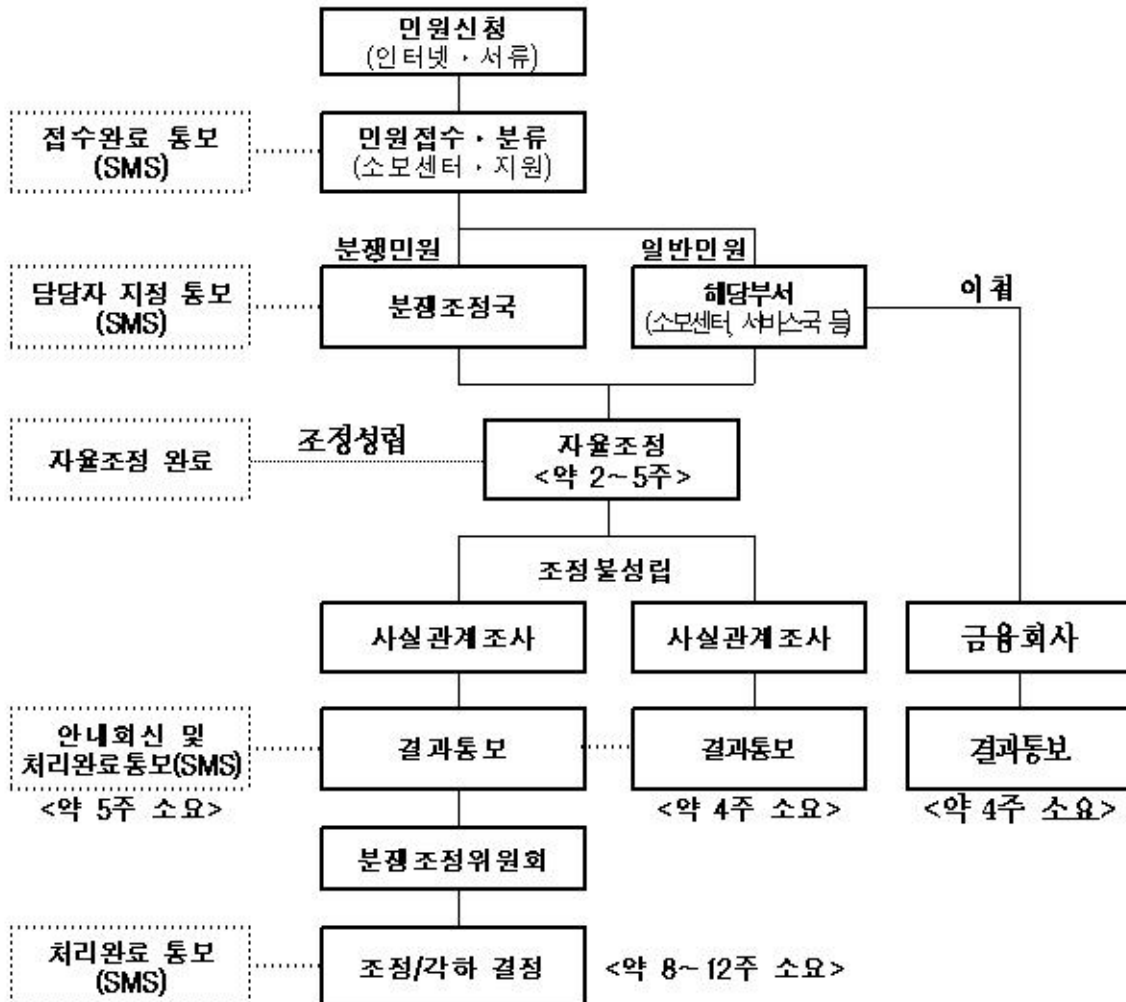 민원신청
(인터넷·서류)
접수완료 통보
(SMS)
민원접수·분류
(소보센터·지원)
분쟁민원
일반민원
담당자 지정 통보
(SMS)
분쟁조정국
해당부서
(소보센터, 서비스국 등)
이첩
자율조정 완료
조정성립
자율조정
<약 2~5주>
조정불성립
사실관계조사
사실관계조사
금융회사
안내회신 및
처리완료통보(SMS)
<약 5주 소요>
결과통보
결과통보
<약 4주 소요>
결과통보
<약 4주 소요>
분쟁조정위원회
처리완료 통보
(SMS)
조정/각하 결정
<약 8~12주 소요>